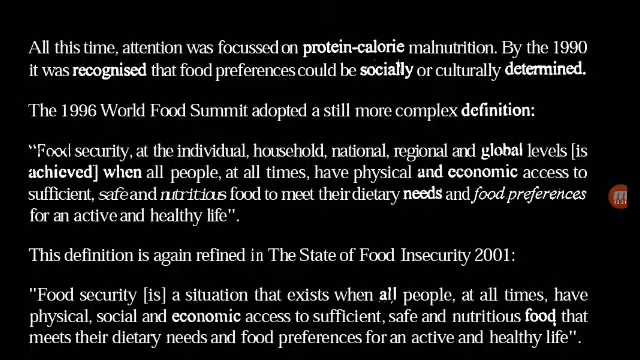 All this time, attention was focussed on protein-calorie malnutrition. By the 1990
it was recognised that food preferences could be socially or culturally determined.
The 1996 World Food Summit adopted a still more complex definition:
"Food security, at the individual, household, national, regional and global levels [is
achieved] when all people, at all times, have physical and economic access to
sufficient, safe and nutritious food to meet their dietary needs and food preferences
for an active and healthy life".
This definition is again refined in The State of Food Insecurity 2001:
"Food security [is] a situation that exists when all people, at all times, have
physical, social and economic access to sufficient, safe and nutritious food that
meets their dietary needs and food preferences for an active and healthy life".